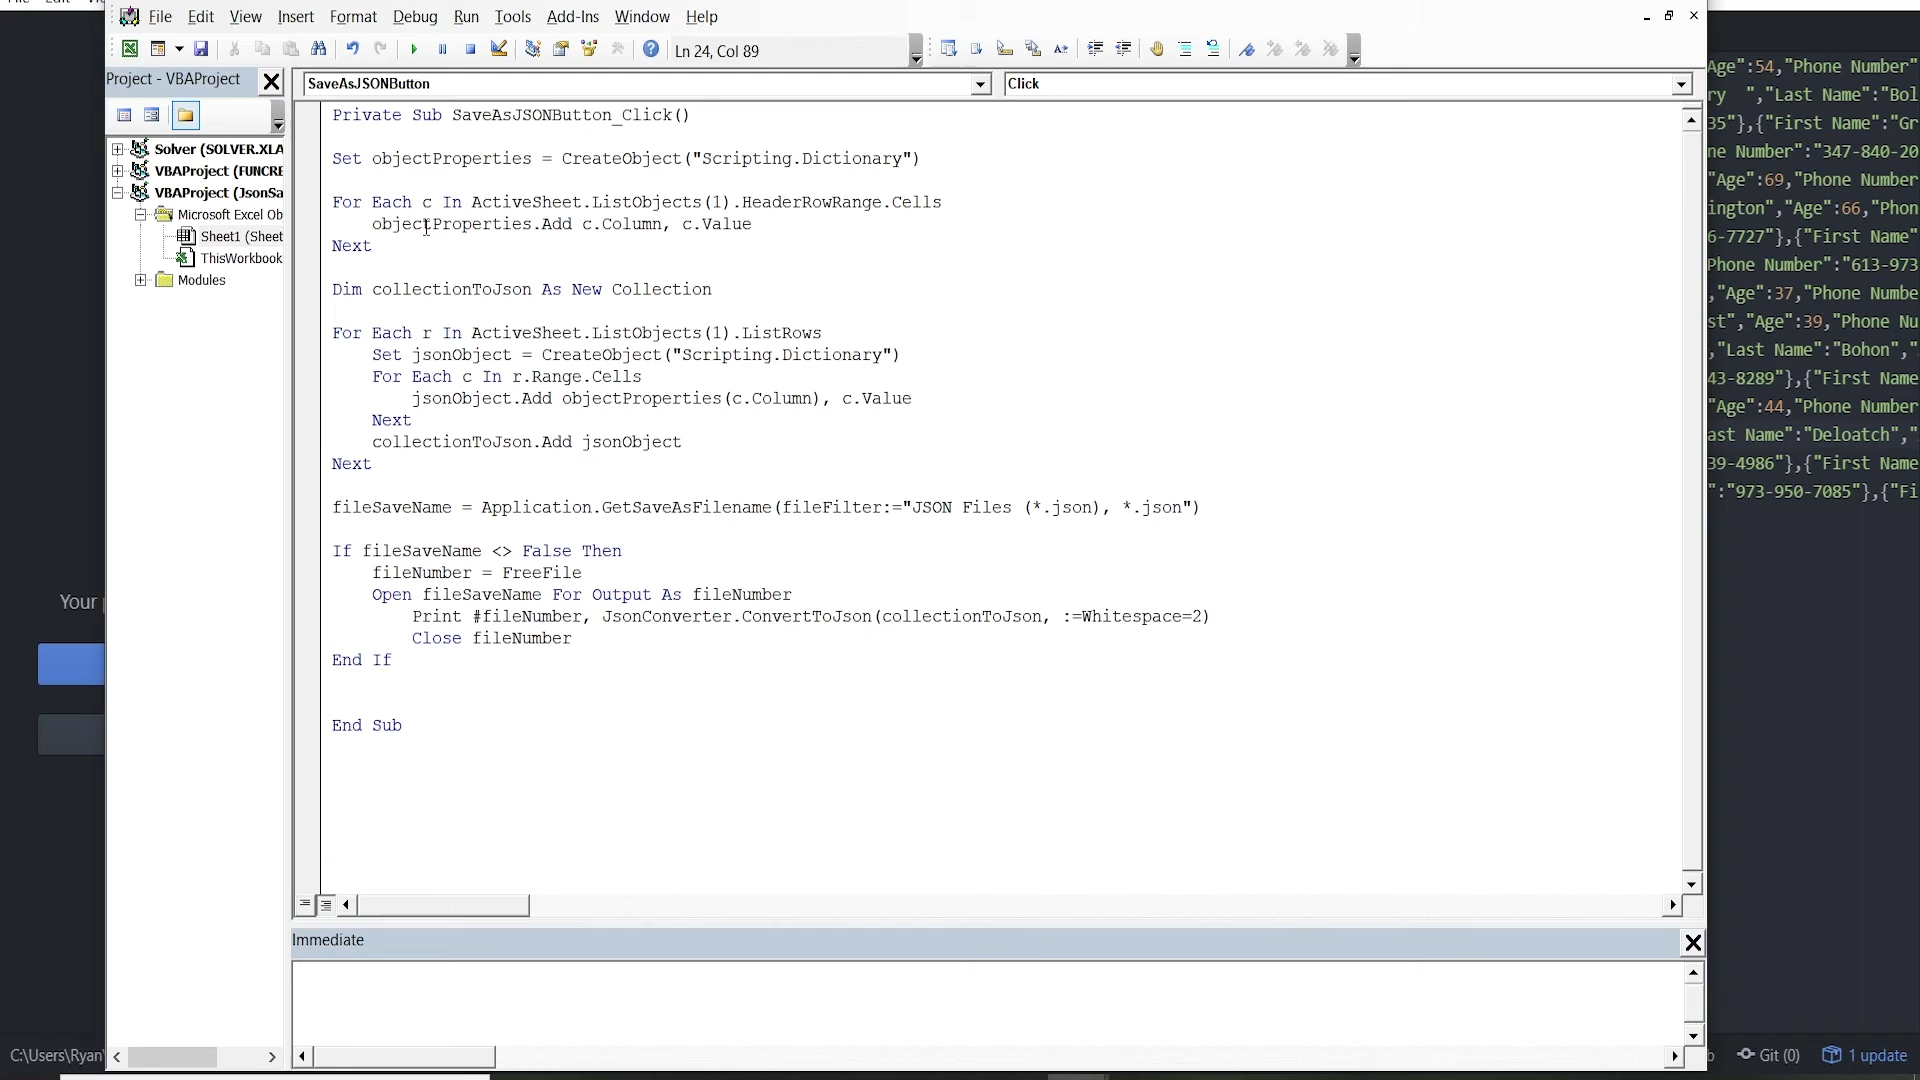 File Edit View Insert Format Debug Run Tools Add-Ins Window Help
Ln 24, Col 89
Project - VBAProject
SaveAsJSONButton
Click
Solver (SOLVER.XLA
VBAProject (FUNCRE
VBAProject (JsonSa
Microsoft Excel Ob
Sheet1 (Sheet
ThisWorkbook
Modules
Private Sub SaveAsJSONButton_Click()
Set objectProperties = CreateObject("Scripting.Dictionary")
For Each c In ActiveSheet.ListObjects(1).HeaderRowRange.Cells
objectProperties.Add c.Column, c.Value
Next
Dim collectionToJson As New Collection
For Each r In ActiveSheet.ListObjects(1).ListRows
Set jsonObject = CreateObject("Scripting.Dictionary")
For Each c In r.Range.Cells
jsonObject.Add objectProperties(c.Column), c.Value
Next
collectionToJson.Add jsonObject
Next
fileSaveName = Application.GetSaveAsFilename(fileFilter:="JSON Files (*.json), *.json")
If fileSaveName <> False Then
fileNumber = FreeFile
Open fileSaveName For Output As fileNumber
Print #fileNumber, JsonConverter.ConvertToJson(collectionToJson, :=Whitespace=2)
Close fileNumber
End If
End Sub
Immediate
Age":54,"Phone Number"
ry ","Last Name":"Bol
35"},{"First Name":"Gr
ne Number":"347-840-20
"Age":69,"Phone Number
ington","Age":66,"Phon
6-7727"},{"First Name"
Phone Number":"613-973
,"Age":37,"Phone Numbe
st","Age":39,"Phone Nu
,"Last Name":"Bohon","
43-8289"},{"First Name
"Age":44,"Phone Number
ast Name":"Deloatch","
39-4986"},{"First Name
":"973-950-7085"},{"Fi
Your
C:\Users\Ryan\
b Git (0) 1 update